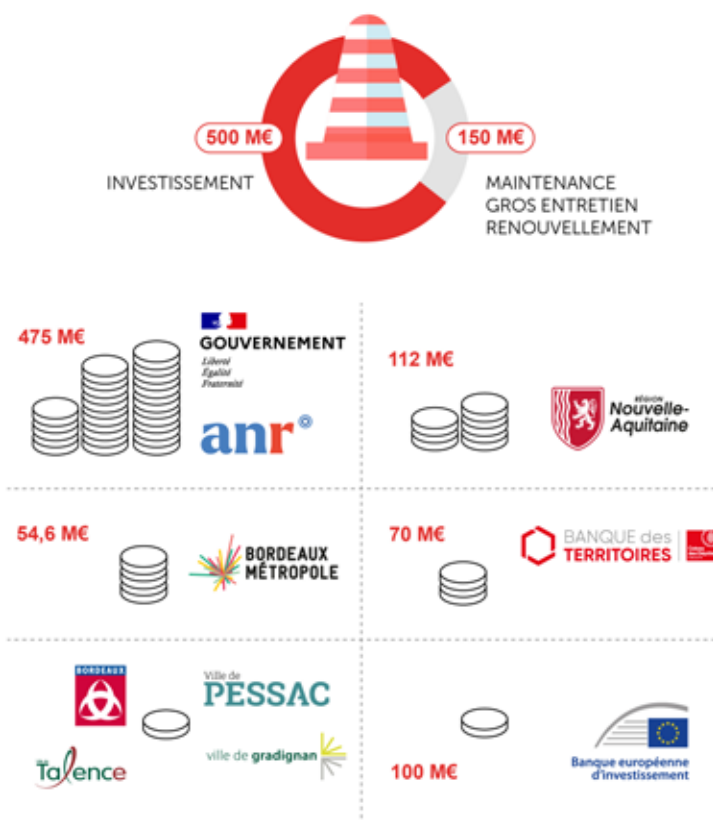 500 M€
INVESTISSEMENT
150 M€
MAINTENANCE
GROS ENTRETIEN
RENOUVELLEMENT
475 M€
GOUVERNEMENT
Liberté
Égalité
Fraternité
anr
112 M€
RÉGION
Nouvelle-
Aquitaine
54,6 M€
BORDEAUX
MÉTROPOLE
70 M€
BANQUE des
TERRITOIRES
BORDEAUX
Ville de
PESSAC
Talence
ville de gradignan
100 M€
Banque européenne
d'investissement